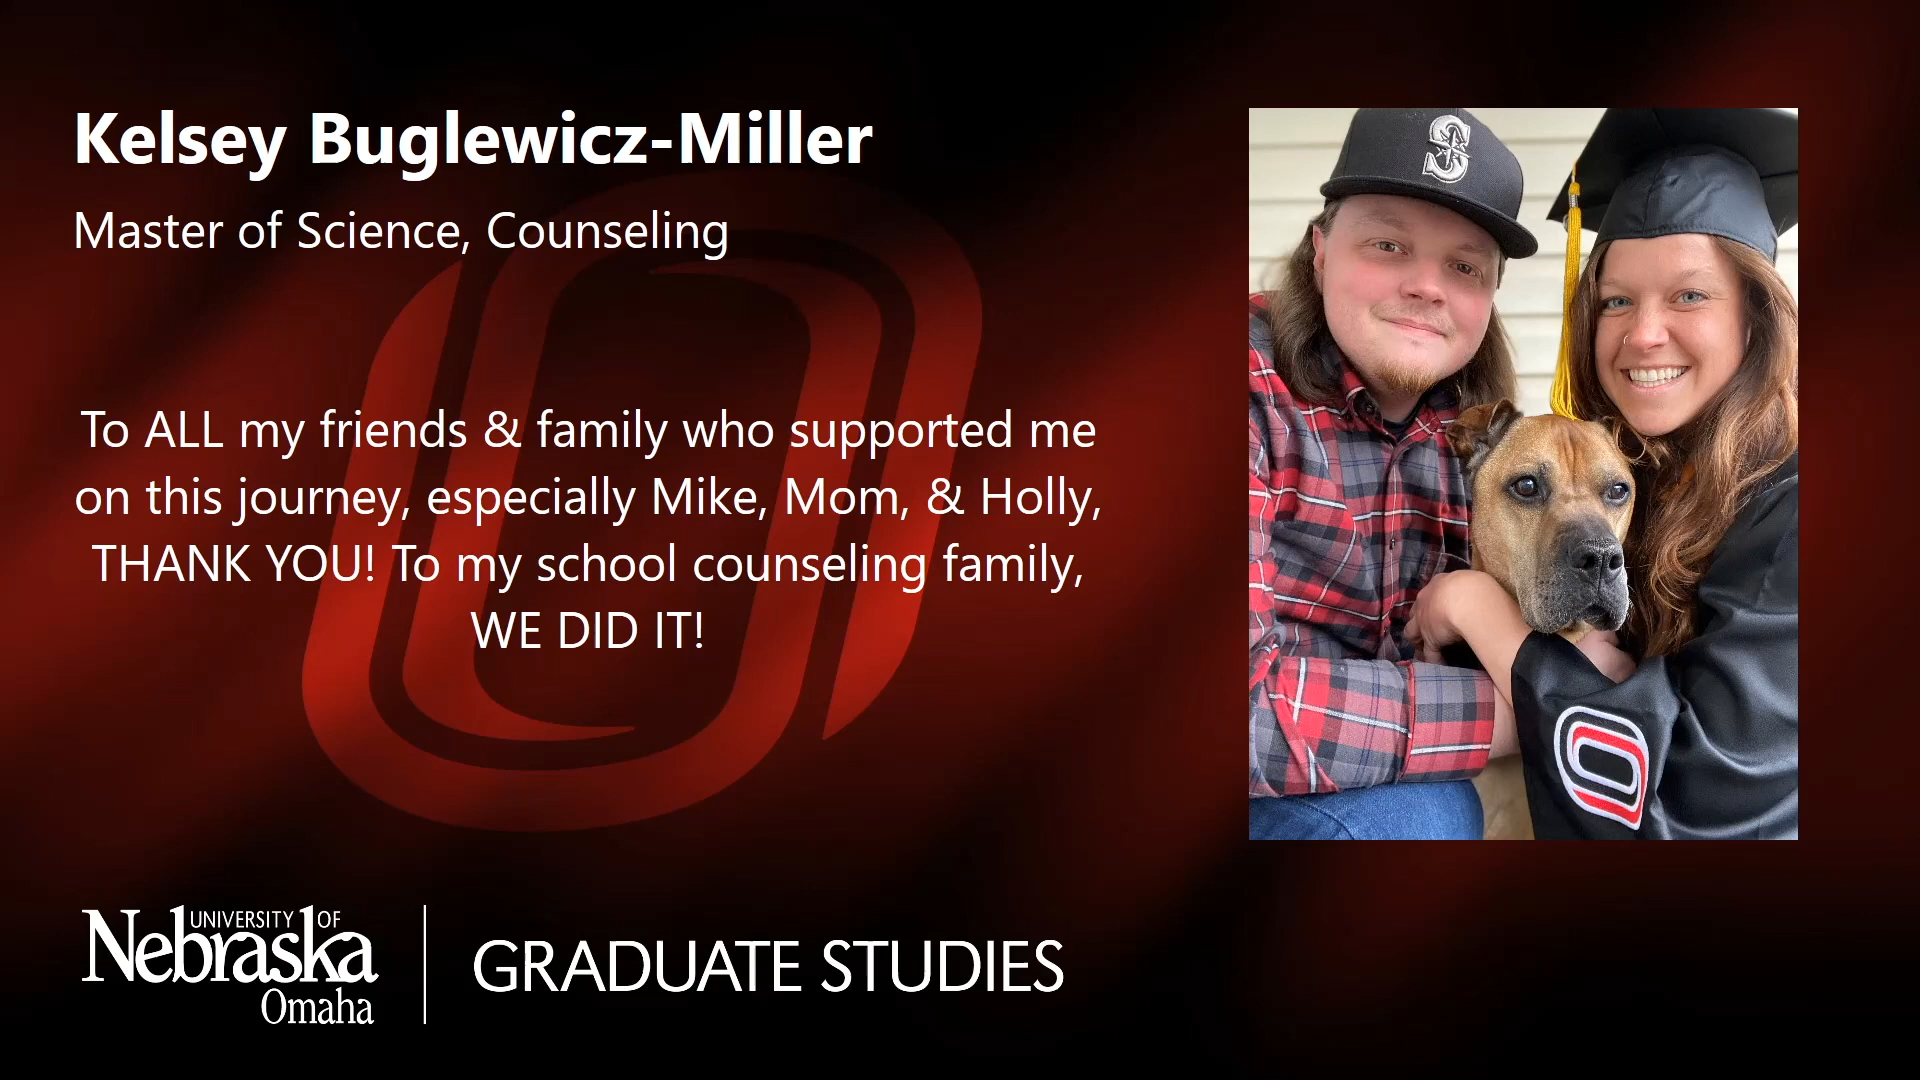 Kelsey Buglewicz-Miller
Master of Science, Counseling
To ALL my friends & family who supported me
on this journey, especially Mike, Mom, & Holly,
THANK YOU! To my school counseling family,
WE DID IT!
UNIVERSITY OF
Nebraska
Omaha
GRADUATE STUDIES
S
O